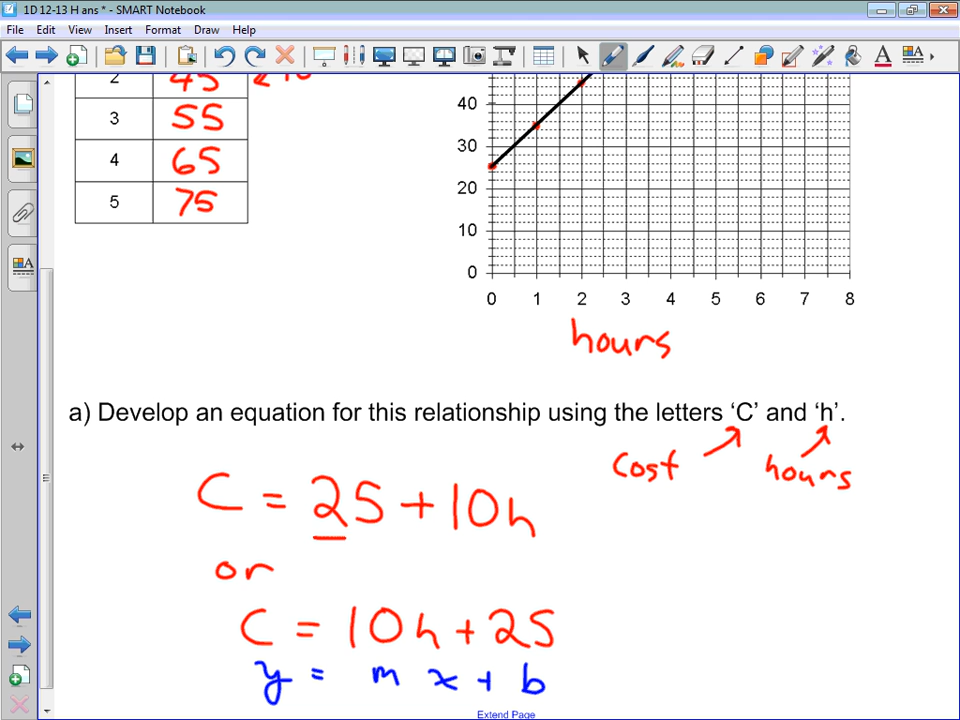 1D 12-13 H ans * - SMART Notebook
File Edit View Insert Format Draw Help
2 45
3 55
4 65
5 75
40
30
20
10
0
0 1 2 3 4 5 6 7 8
hours
a) Develop an equation for this relationship using the letters ‘C’ and ‘h’.
cost hours
C = 25 + 10h
or
C = 10h + 25
y = m x + b
Extend Page